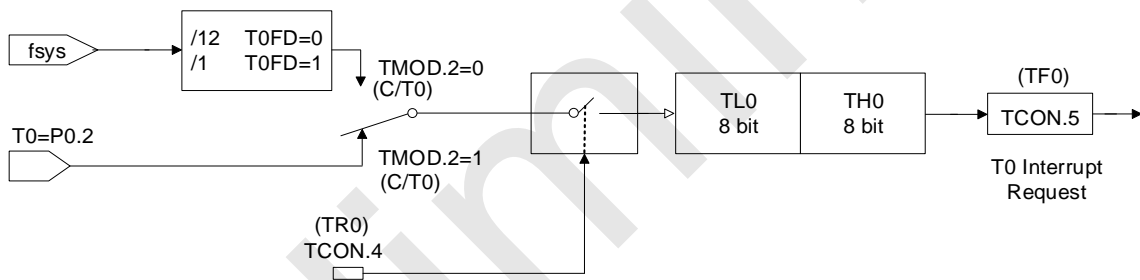 fsys
/12 T0FD=0
/1 T0FD=1
TMOD.2=0
(C/T0)
T0=P0.2
TMOD.2=1
(C/T0)
(TR0)
TCON.4
TL0
8 bit
TH0
8 bit
(TF0)
TCON.5
T0 Interrupt
Request